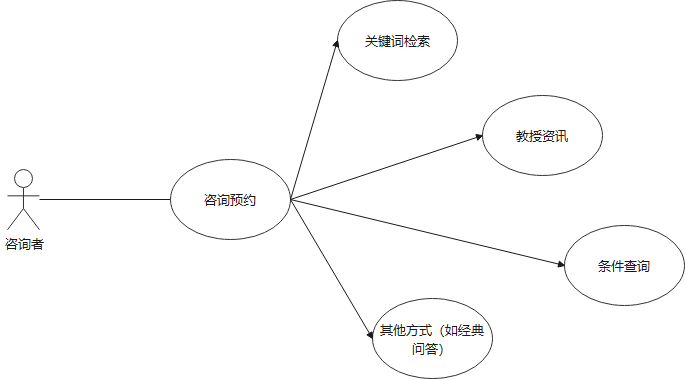 关键词检索
教授资讯
咨询预约
咨询者
条件查询
其他方式（如经典
问答）